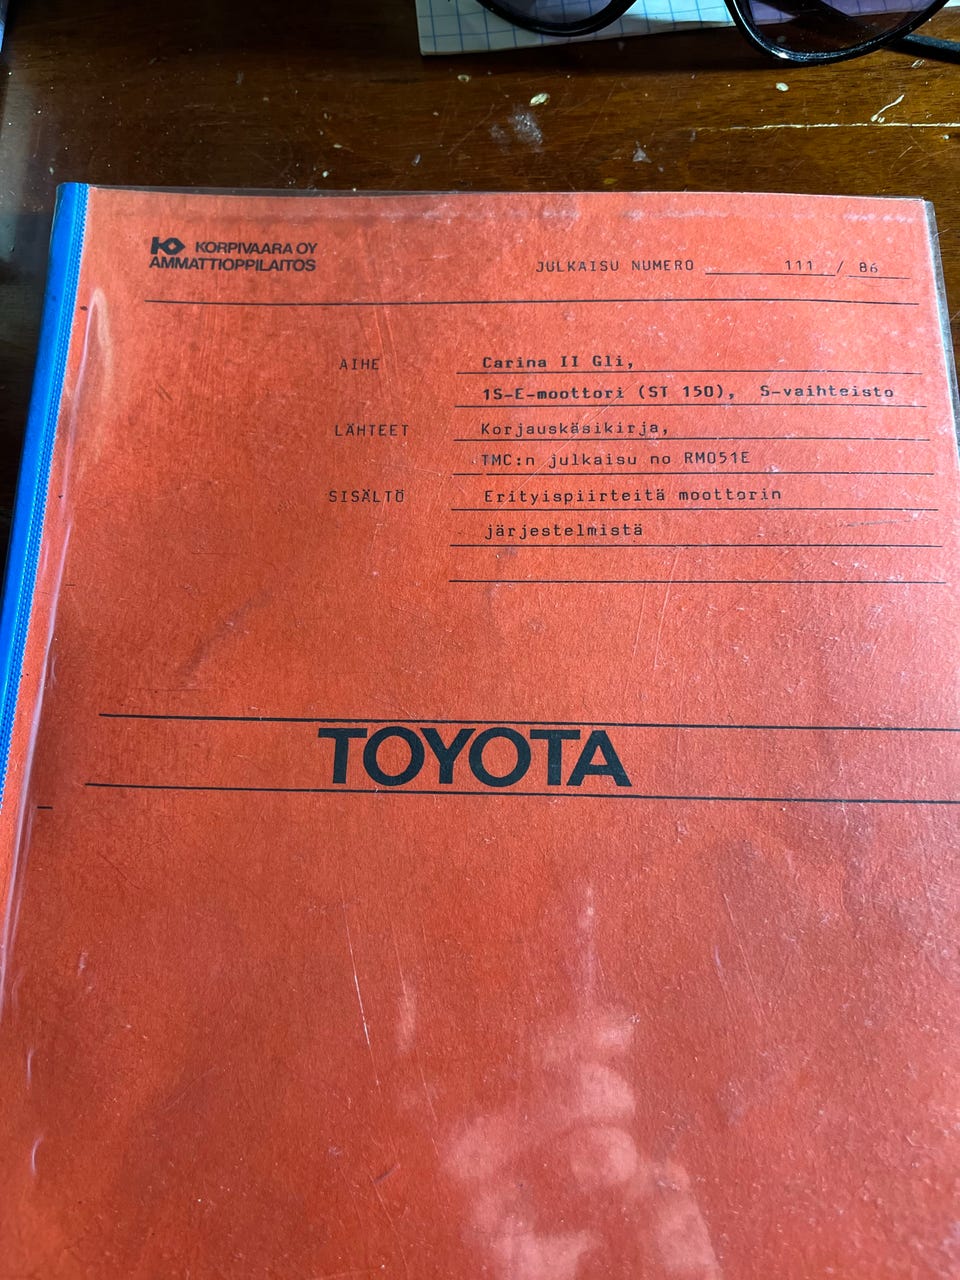 KORPIVAARA OY
AMMATTIOPPILAITOS
JULKAISU NUMERO 111 / 86
AIHE Carina II Gli,
1S-E-moottori (ST 150), S-vaihteisto
LÄHTEET Korjauskäsikirja,
TMC:n julkaisu no RM051E
SISÄLTÖ Erityispiirteitä moottorin
järjestelmistä
TOYOTA